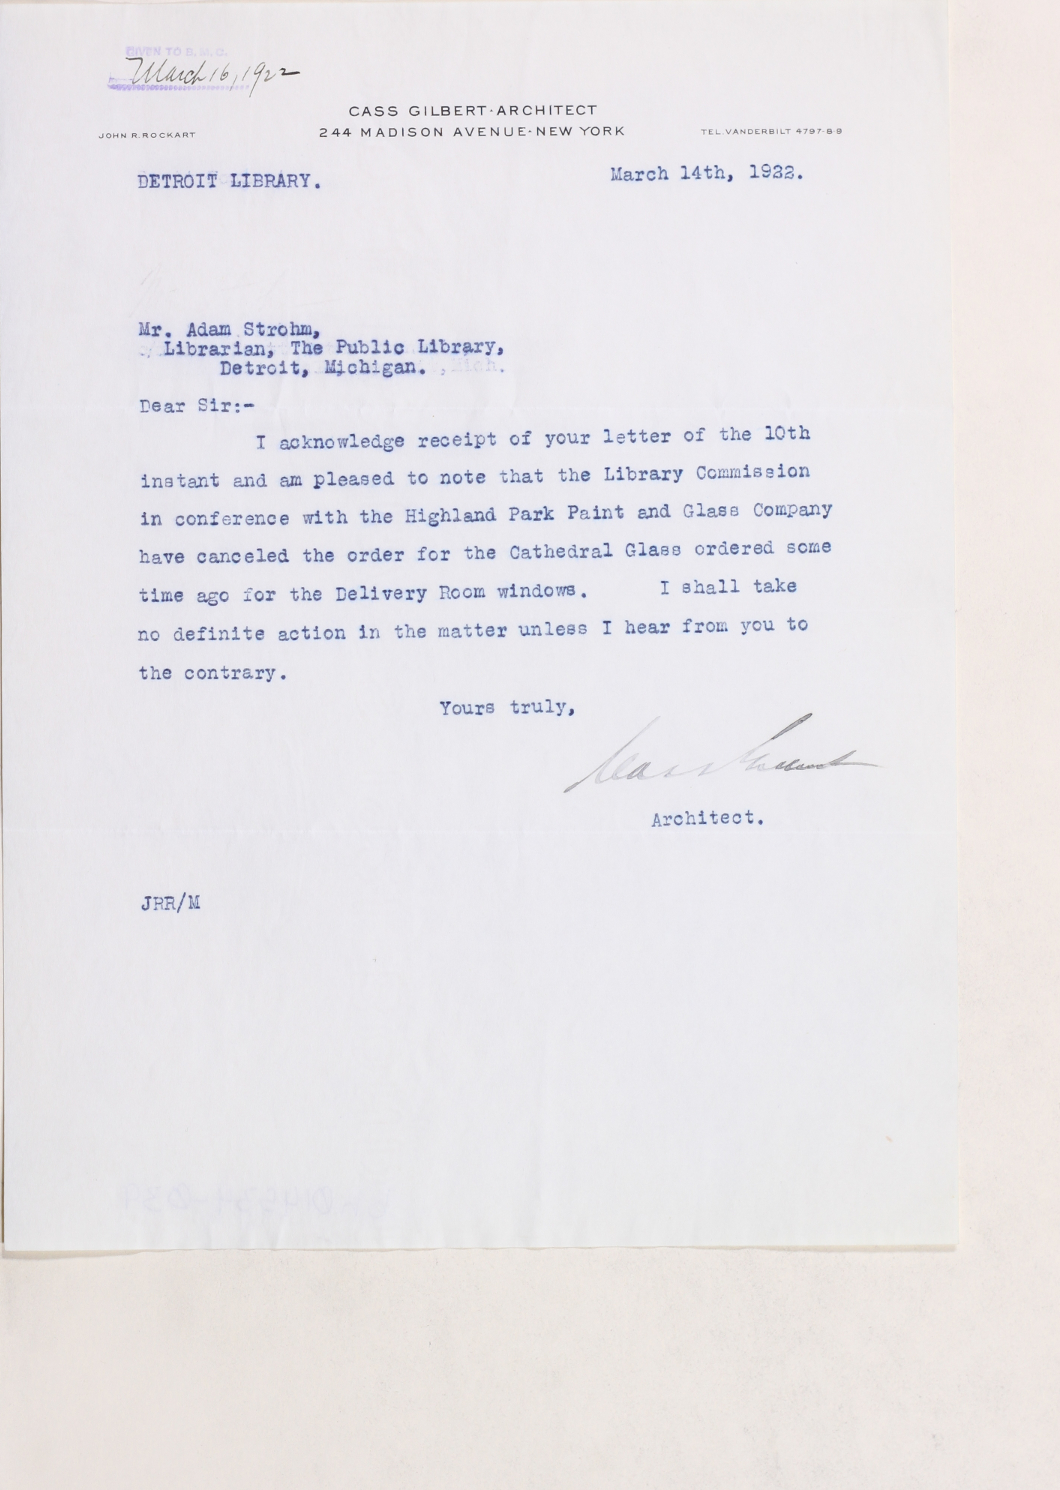 GIVEN TO B. M. C.
March 16, 1922
CASS GILBERT·ARCHITECT
JOHN R. ROCKART
244 MADISON AVENUE·NEW YORK
TEL. VANDERBILT 4797-8-9
DETROIT LIBRARY.
March 14th, 1922.
Mr. Adam Strohm,
Librarian, The Public Library,
Detroit, Michigan.
Dear Sir:-
I acknowledge receipt of your letter of the 10th
instant and am pleased to note that the Library Commission
in conference with the Highland Park Paint and Glass Company
have canceled the order for the Cathedral Glass ordered some
time ago for the Delivery Room windows. I shall take
no definite action in the matter unless I hear from you to
the contrary.
Yours truly,
Cass Gilbert
Architect.
JRR/M